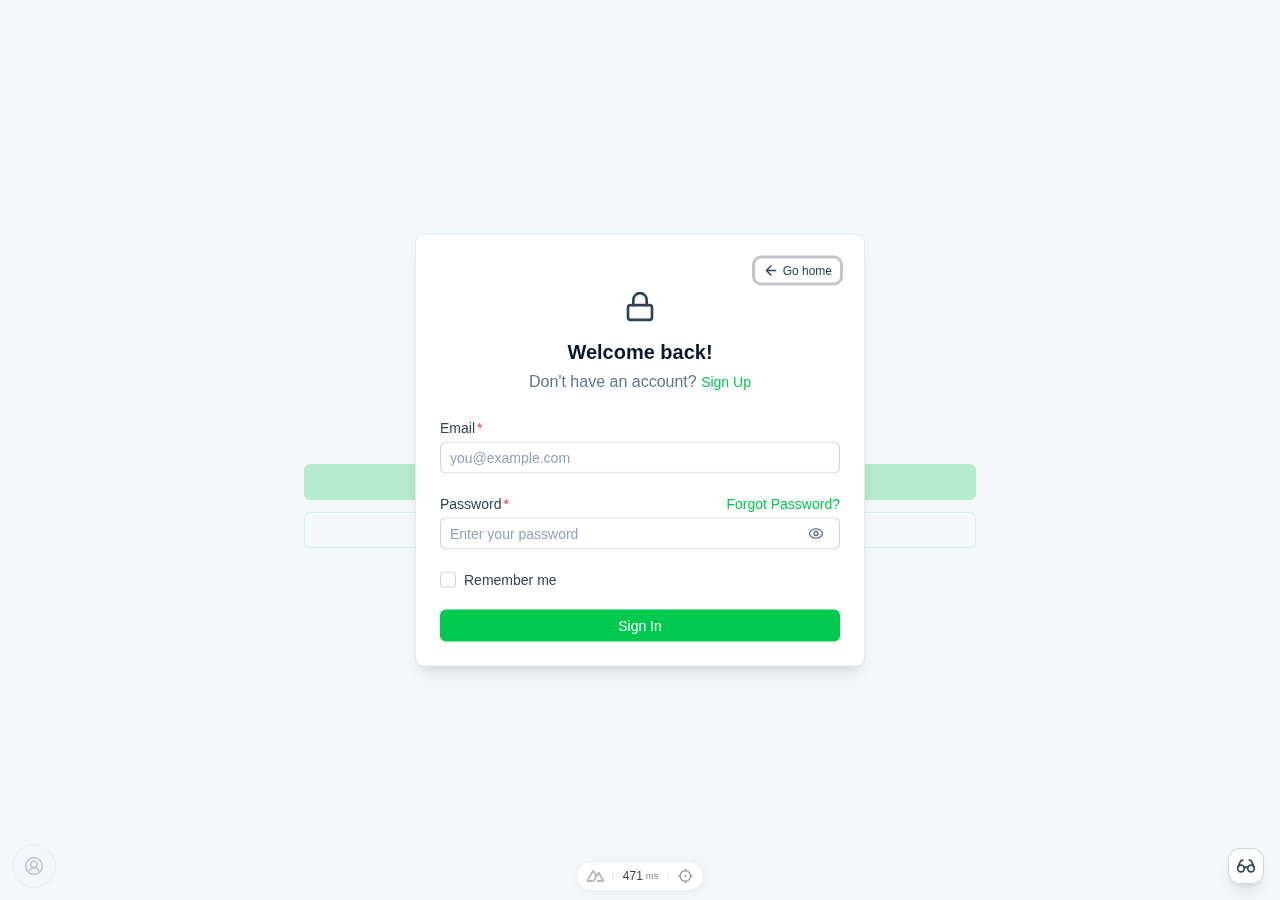 Go home
Welcome back!
Don't have an account? Sign Up
Email*
you@example.com
Password* Forgot Password?
Enter your password
Remember me
Sign In
471 ms